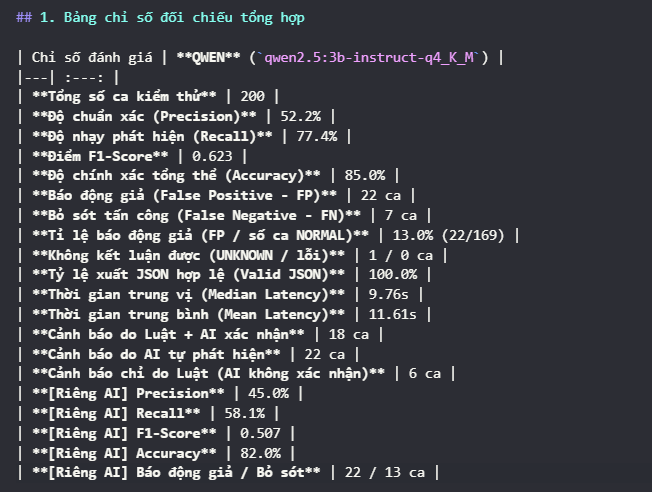 ## 1. Bảng chỉ số đối chiếu tổng hợp
| Chỉ số đánh giá | **QWEN** (`qwen2.5:3b-instruct-q4_K_M`) |
|---| :---: |
| **Tổng số ca kiểm thử** | 200 |
| **Độ chuẩn xác (Precision)** | 52.2% |
| **Độ nhạy phát hiện (Recall)** | 77.4% |
| **Điểm F1-Score** | 0.623 |
| **Độ chính xác tổng thể (Accuracy)** | 85.0% |
| **Báo động giả (False Positive - FP)** | 22 ca |
| **Bỏ sót tấn công (False Negative - FN)** | 7 ca |
| **Tỉ lệ báo động giả (FP / số ca NORMAL)** | 13.0% (22/169) |
| **Không kết luận được (UNKNOWN / lỗi)** | 1 / 0 ca |
| **Tỷ lệ xuất JSON hợp lệ (Valid JSON)** | 100.0% |
| **Thời gian trung vị (Median Latency)** | 9.76s |
| **Thời gian trung bình (Mean Latency)** | 11.61s |
| **Cảnh báo do Luật + AI xác nhận** | 18 ca |
| **Cảnh báo do AI tự phát hiện** | 22 ca |
| **Cảnh báo chỉ do Luật (AI không xác nhận)** | 6 ca |
| **[Riêng AI] Precision** | 45.0% |
| **[Riêng AI] Recall** | 58.1% |
| **[Riêng AI] F1-Score** | 0.507 |
| **[Riêng AI] Accuracy** | 82.0% |
| **[Riêng AI] Báo động giả / Bỏ sót** | 22 / 13 ca |